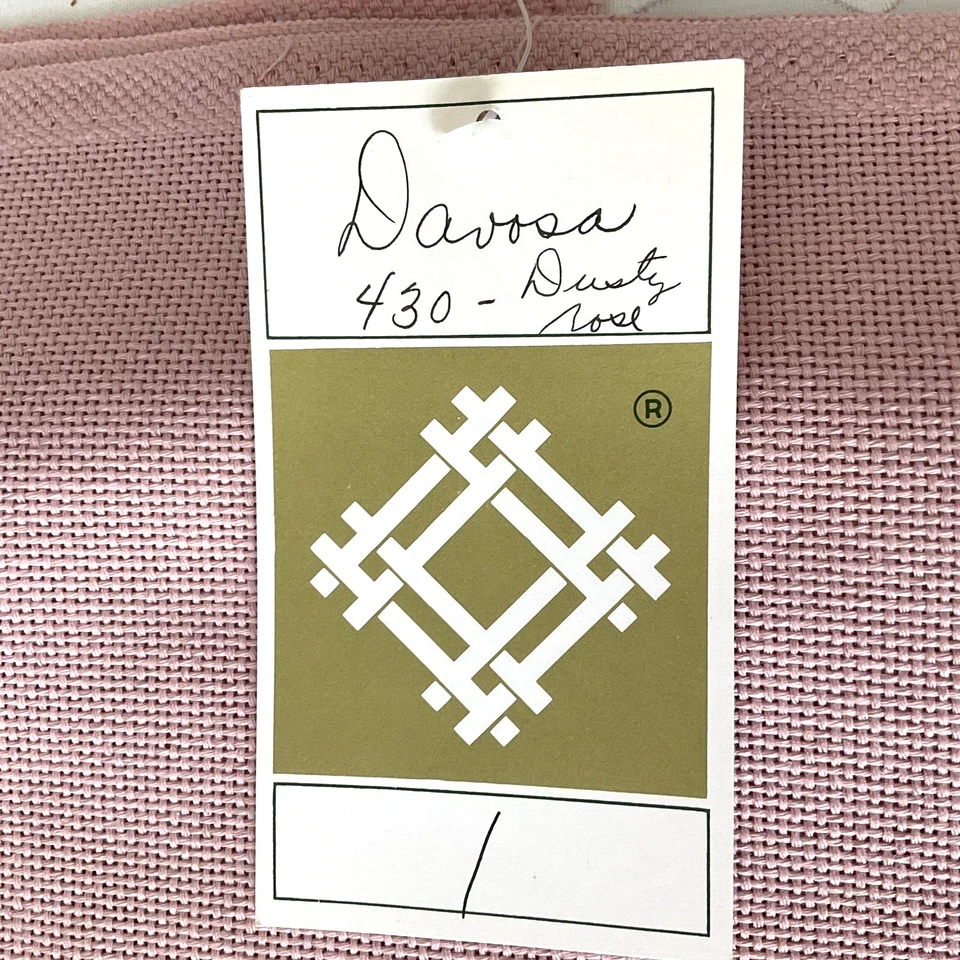 Davosa
430 - Dusty
rose
®
1